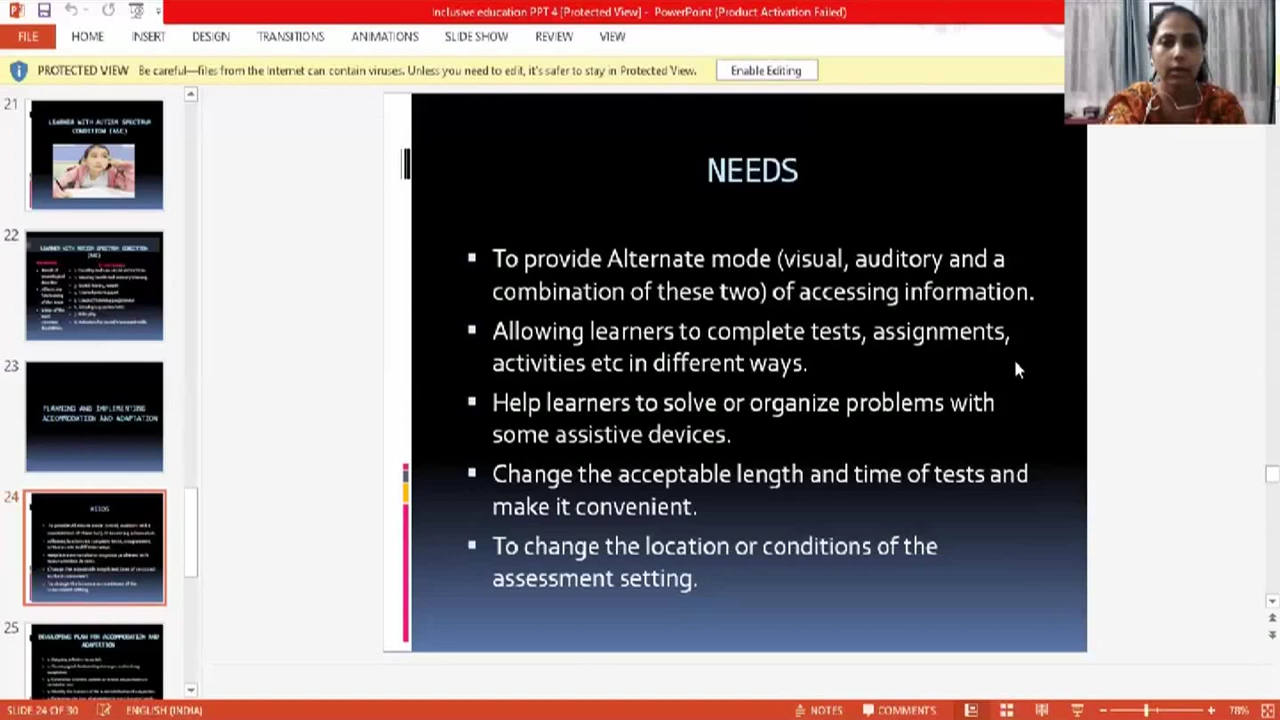 Inclusive education PPT 4 [Protected View] - PowerPoint (Product Activation Failed)
FILE HOME INSERT DESIGN TRANSITIONS ANIMATIONS SLIDE SHOW REVIEW VIEW
PROTECTED VIEW Be careful—files from the Internet can contain viruses. Unless you need to edit, it's safer to stay in Protected View. Enable Editing
21
LEARNER WITH AUTISM SPECTRUM
CONDITION (ASC)
22
LEARNER WITH AUTISM SPECTRUM CONDITION
(ASC)
23
PLANNING AND IMPLEMENTING
ACCOMMODATION AND ADAPTATION
24
NEEDS
25
DEVELOPING PLAN FOR ACCOMMODATION AND
ADAPTATION
NEEDS
▪ To provide Alternate mode (visual, auditory and a
combination of these two) of accessing information.
▪ Allowing learners to complete tests, assignments,
activities etc in different ways.
▪ Help learners to solve or organize problems with
some assistive devices.
▪ Change the acceptable length and time of tests and
make it convenient.
▪ To change the location or conditions of the
assessment setting.
SLIDE 24 OF 30 ENGLISH (INDIA) NOTES COMMENTS 78%